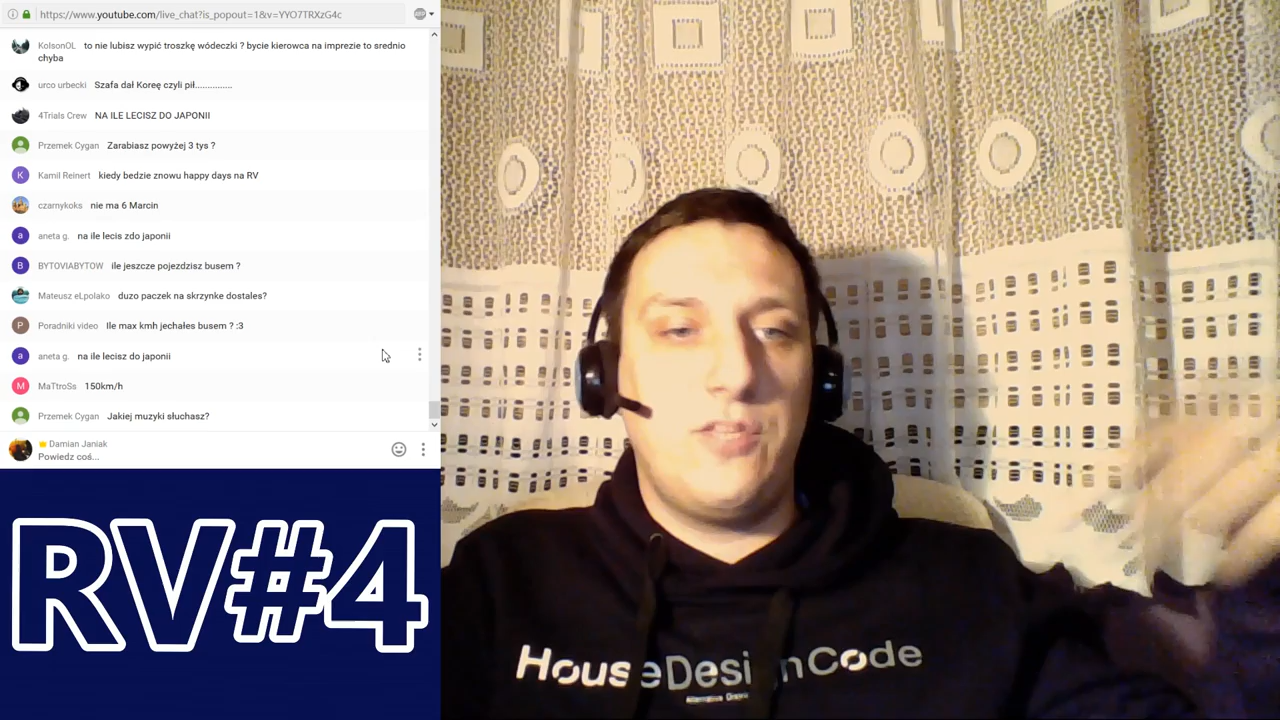 https://www.youtube.com/live_chat?is_popout=1&v=YYO7TRXzG4c
KolsonOL to nie lubisz wypić troszkę wódeczki ? bycie kierowca na imprezie to srednio
chyba
urco urbecki Szafa dał Koreę czyli pił...............
4Trials Crew NA ILE LECISZ DO JAPONII
Przemek Cygan Zarabiasz powyżej 3 tys ?
K Kamil Reinert kiedy bedzie znowu happy days na RV
czarnykoks nie ma 6 Marcin
a aneta g. na ile lecis zdo japonii
B BYTOVIABYTOW ile jeszcze pojezdzisz busem ?
Mateusz eLpolako duzo paczek na skrzynke dostales?
P Poradniki video Ile max kmh jechałes busem ? :3
a aneta g. na ile lecisz do japonii
M MaTtroSs 150km/h
Przemek Cygan Jakiej muzyki słuchasz?
Damian Janiak
Powiedz coś...
RV#4
HouseDesi nCode